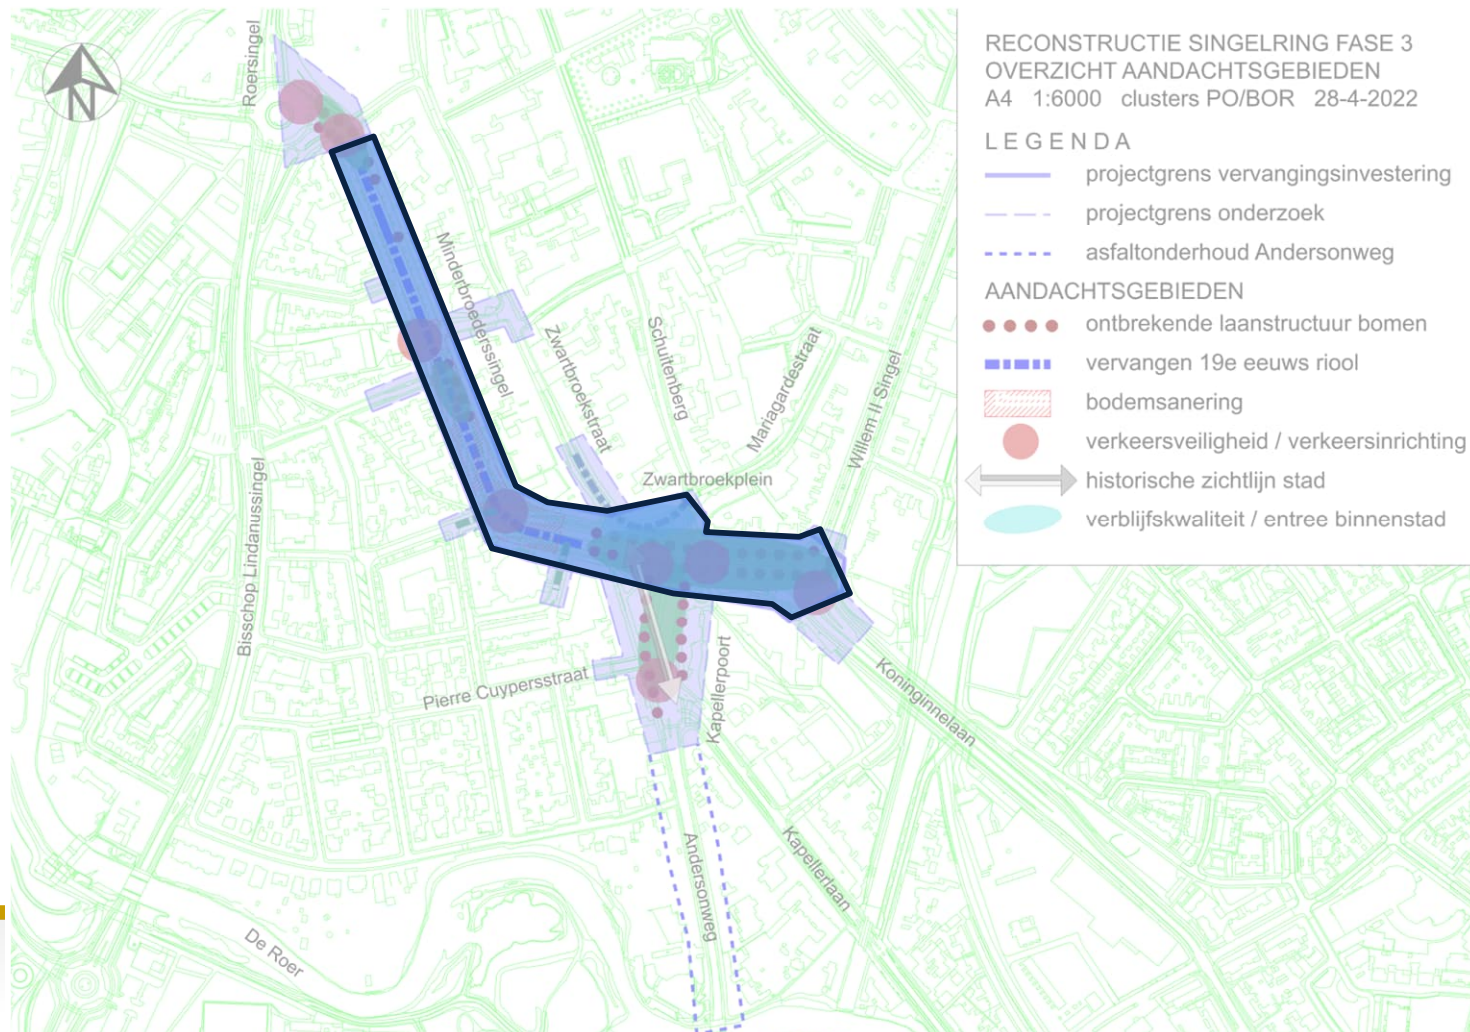 RECONSTRUCTIE SINGELRING FASE 3
OVERZICHT AANDACHTSGEBIEDEN
A4 1:6000 clusters PO/BOR 28-4-2022
LEGENDA
projectgrens vervangingsinvestering
projectgrens onderzoek
asfaltonderhoud Andersonweg
AANDACHTSGEBIEDEN
ontbrekende laanstructuur bomen
vervangen 19e eeuws riool
bodemsanering
verkeersveiligheid / verkeersinrichting
historische zichtlijn stad
verblijfskwaliteit / entree binnenstad
N
Roersingel
Minderbroederssingel
Zwartbroekstraat
Schuitenberg
Mariagardestraat
Willem II Singel
Zwartbroekplein
Bisschop Lindanussingel
Pierre Cuypersstraat
Kapellerpoort
Koninginnelaan
Kapellerlaan
Andersonweg
De Roer